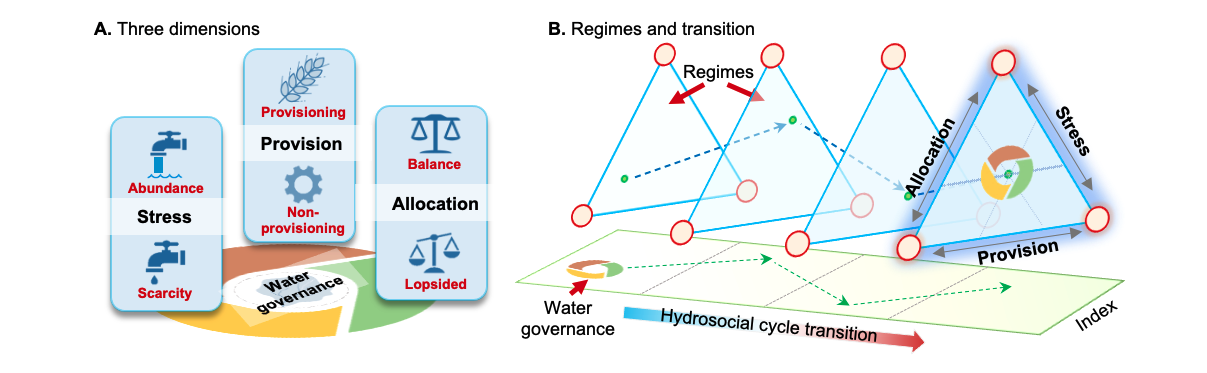 A. Three dimensions
Provisioning
Provision
Non-
provisioning
Abundance
Stress
Scarcity
Balance
Allocation
Lopsided
Water
governance
B. Regimes and transition
Regimes
Allocation
Stress
Provision
Water
governance
Hydrosocial cycle transition
Index